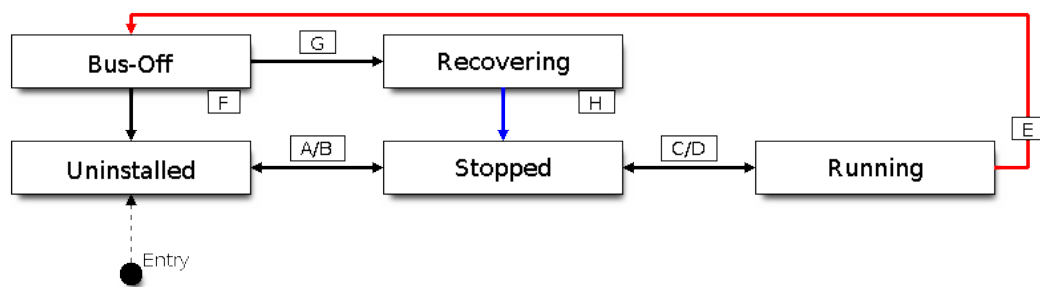 G
Bus-Off
Recovering
F
H
E
A/B
C/D
Uninstalled
Stopped
Running
Entry